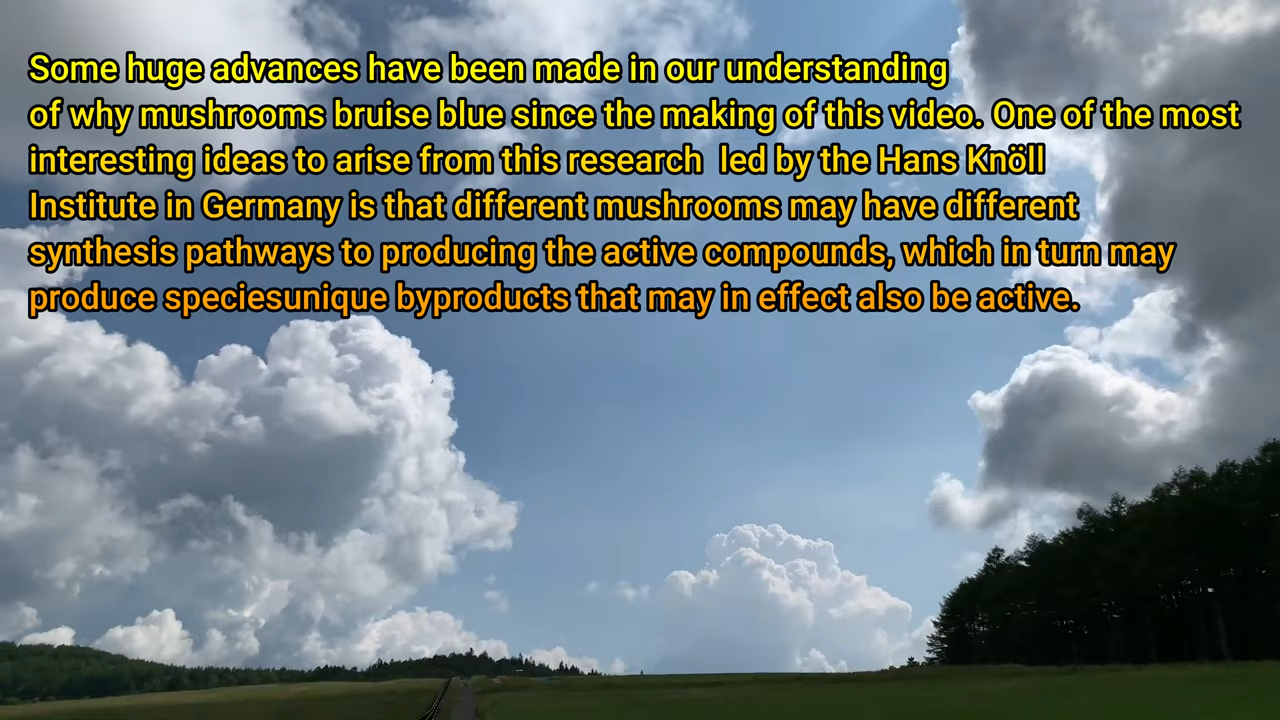 Some huge advances have been made in our understanding
of why mushrooms bruise blue since the making of this video. One of the most
interesting ideas to arise from this research  led by the Hans Knöll
Institute in Germany is that different mushrooms may have different
synthesis pathways to producing the active compounds, which in turn may
produce speciesunique byproducts that may in effect also be active.